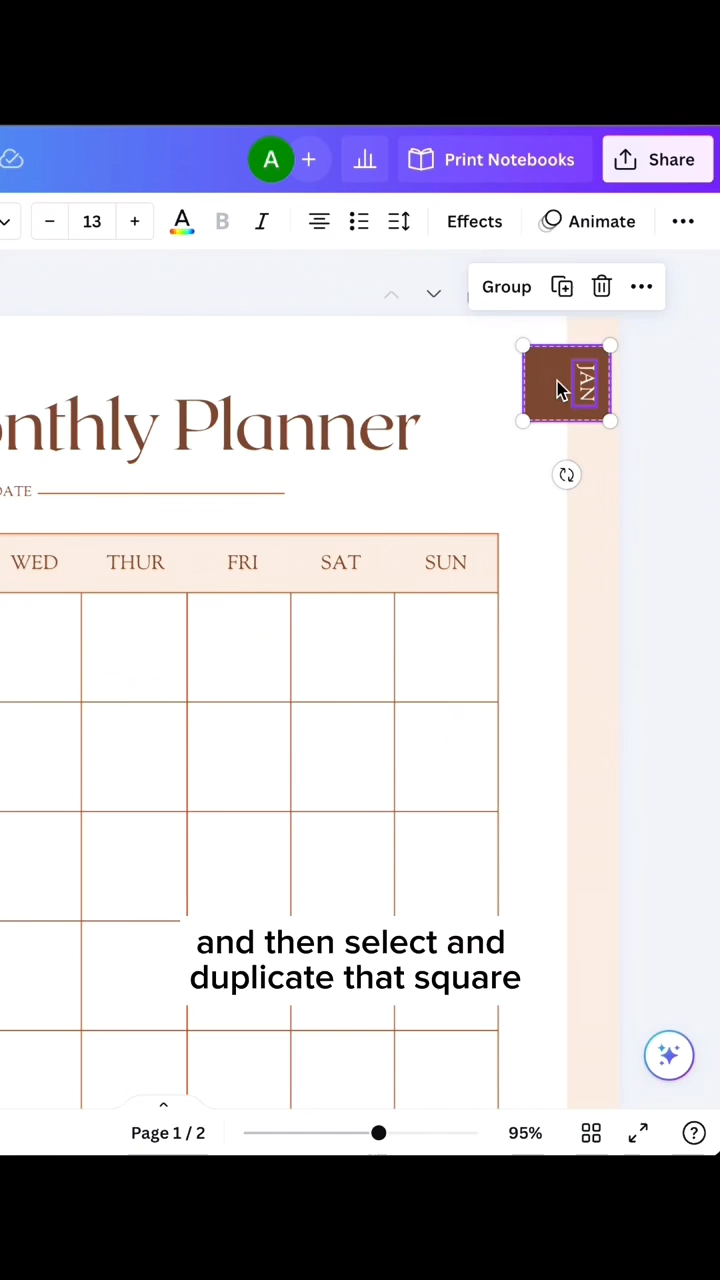 A
Print Notebooks
Share
13
A
B
I
Effects
Animate
Group
JAN
onthly Planner
DATE
WED THUR FRI SAT SUN
and then select and
duplicate that square
Page 1 / 2
95%